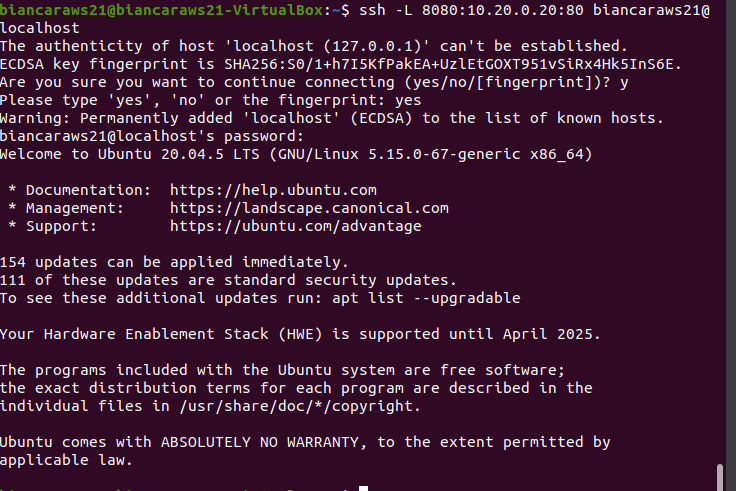 biancaraws21@biancaraws21-VirtualBox:~$ ssh -L 8080:10.20.0.20:80 biancaraws21@
localhost
The authenticity of host 'localhost (127.0.0.1)' can't be established.
ECDSA key fingerprint is SHA256:S0/1+h7I5KfPakEA+UzlEtGOXT951vSiRx4Hk5InS6E.
Are you sure you want to continue connecting (yes/no/[fingerprint])? y
Please type 'yes', 'no' or the fingerprint: yes
Warning: Permanently added 'localhost' (ECDSA) to the list of known hosts.
biancaraws21@localhost's password:
Welcome to Ubuntu 20.04.5 LTS (GNU/Linux 5.15.0-67-generic x86_64)
* Documentation: https://help.ubuntu.com
* Management: https://landscape.canonical.com
* Support: https://ubuntu.com/advantage
154 updates can be applied immediately.
111 of these updates are standard security updates.
To see these additional updates run: apt list --upgradable
Your Hardware Enablement Stack (HWE) is supported until April 2025.
The programs included with the Ubuntu system are free software;
the exact distribution terms for each program are described in the
individual files in /usr/share/doc/*/copyright.
Ubuntu comes with ABSOLUTELY NO WARRANTY, to the extent permitted by
applicable law.